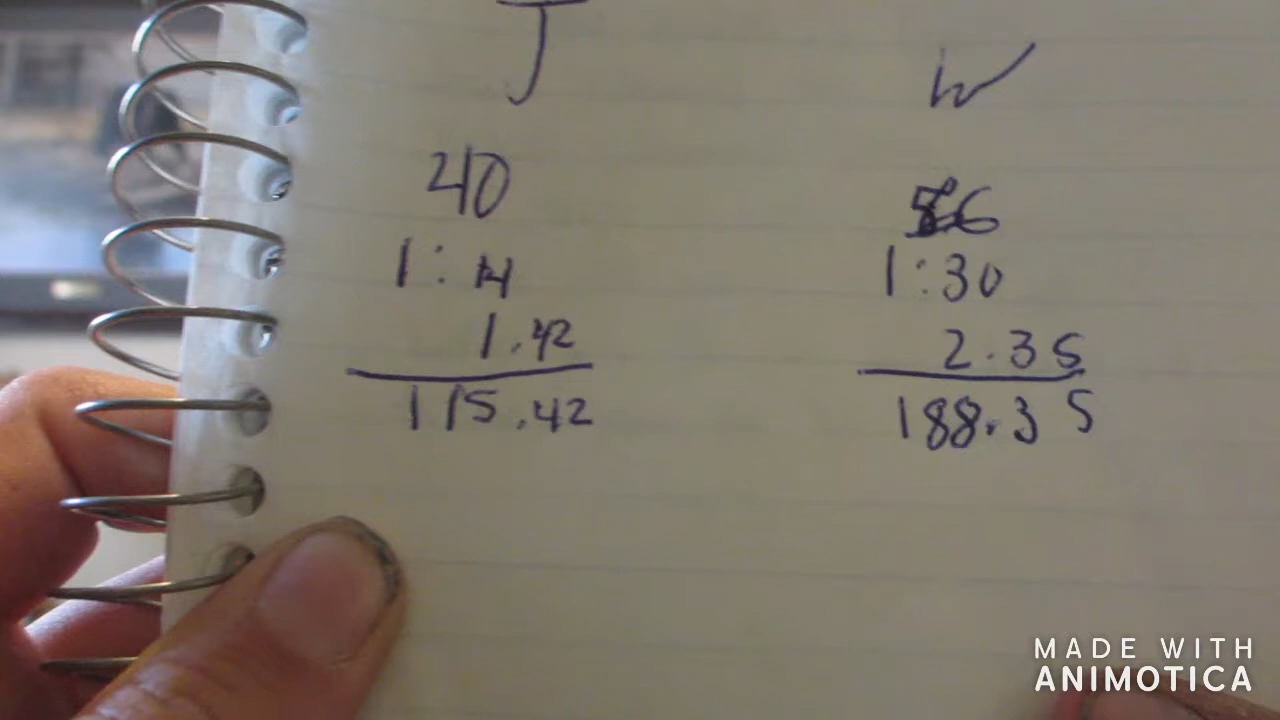 J W
40 56
1:14 1:30
1.42 2.35
115.42 188.35
MADE WITH
ANIMOTICA